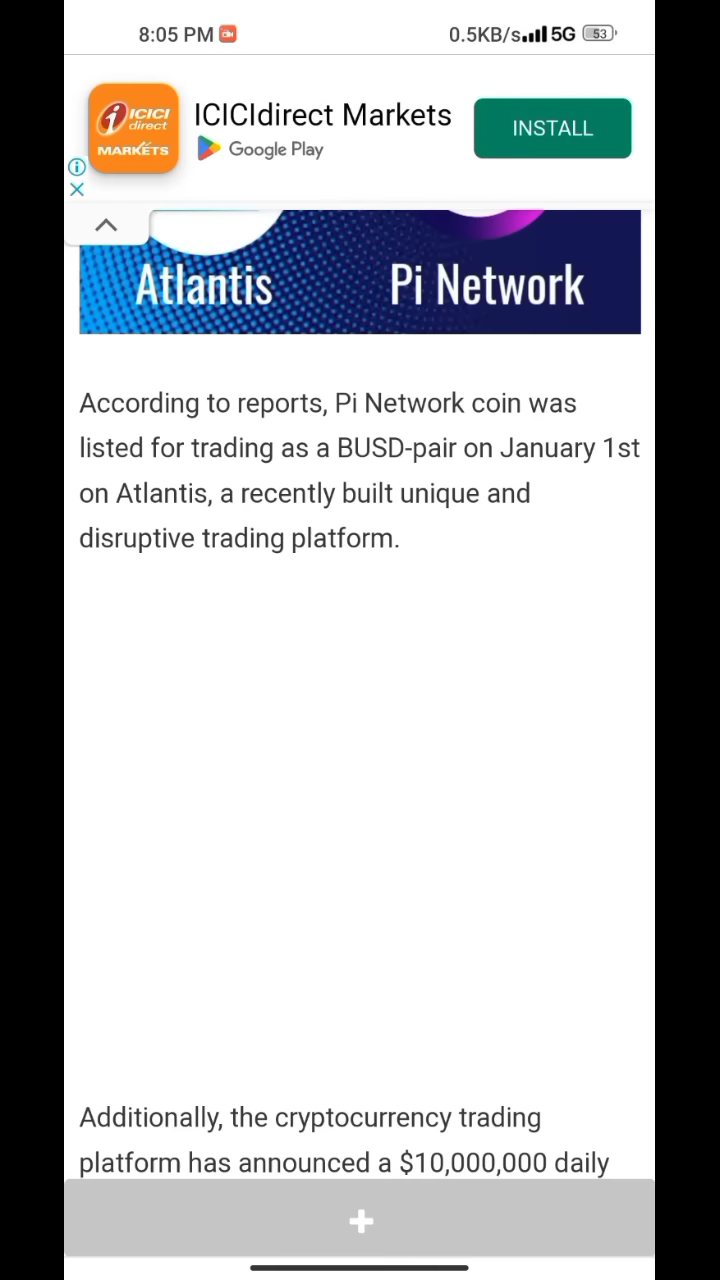 8:05 PM
0.5KB/s 5G 53
ICICI
direct
MARKETS
ICICIdirect Markets
Google Play
INSTALL
Atlantis Pi Network
According to reports, Pi Network coin was
listed for trading as a BUSD-pair on January 1st
on Atlantis, a recently built unique and
disruptive trading platform.
Additionally, the cryptocurrency trading
platform has announced a $10,000,000 daily